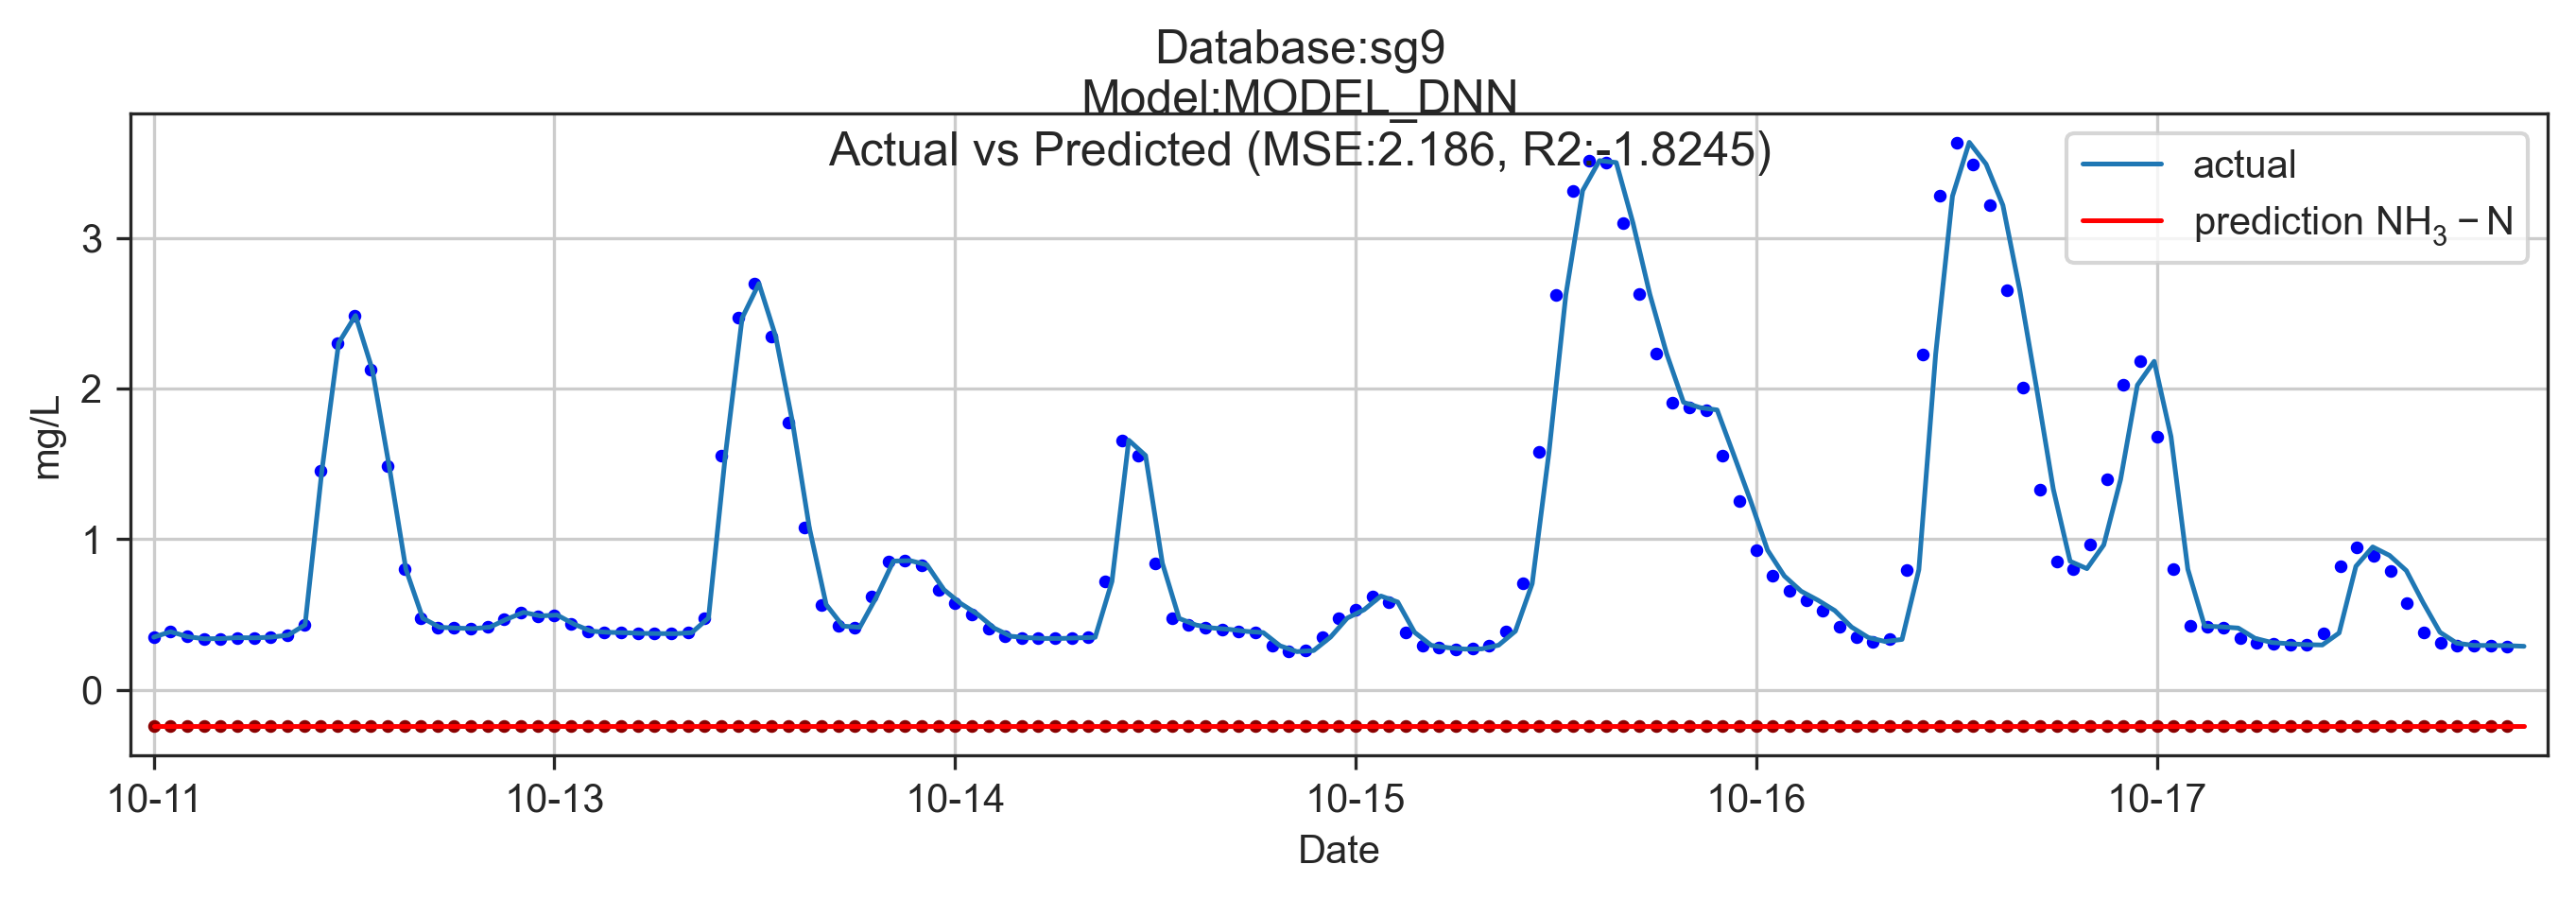 Database:sg9
Model:MODEL_DNN
Actual vs Predicted (MSE:2.186, R2:-1.8245)
actual
prediction NH₃ − N
mg/L
3
2
1
0
10-11 10-13 10-14 10-15 10-16 10-17
Date